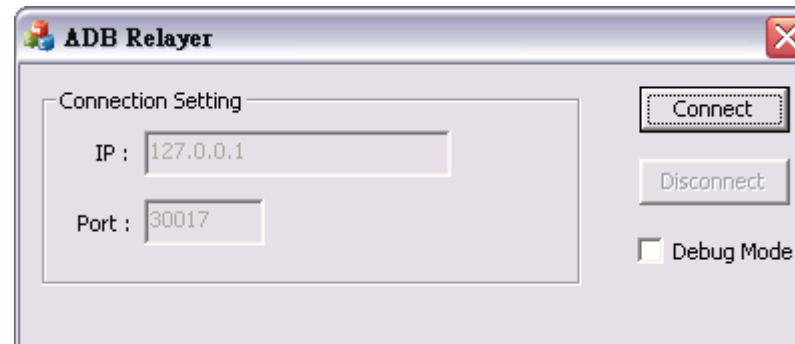 ADB Relayer
Connection Setting
IP : 127.0.0.1
Port : 30017
Connect
Disconnect
Debug Mode